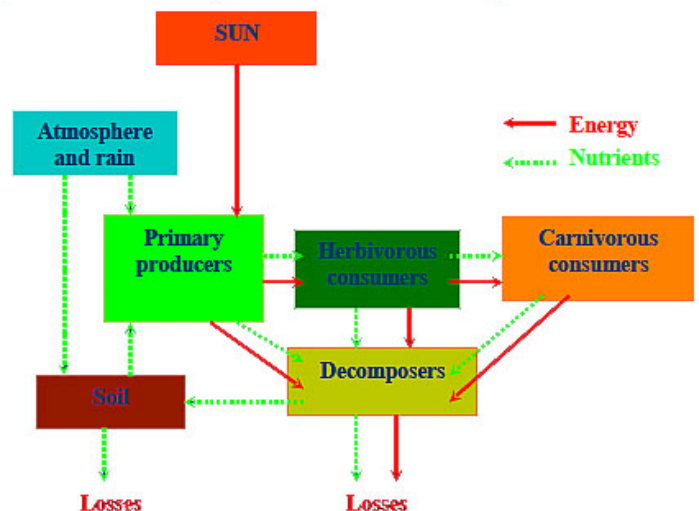 SUN
Atmosphere
and rain
Energy
Nutrients
Primary
producers
Herbivorous
consumers
Carnivorous
consumers
Decomposers
Soil
Losses
Losses